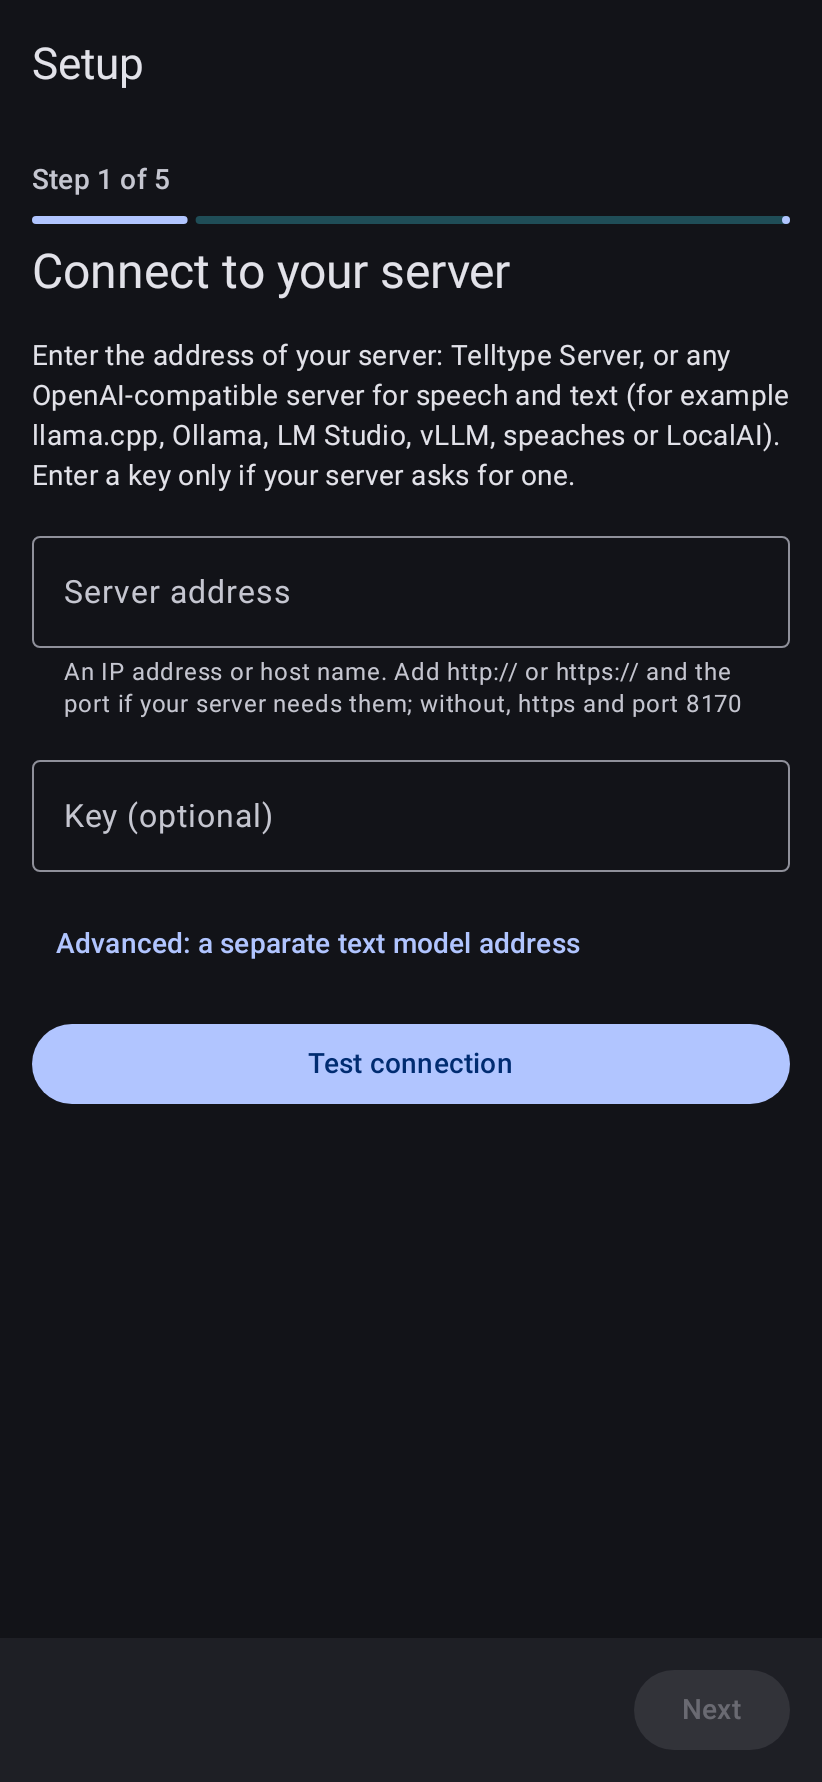 Setup
Step 1 of 5
Connect to your server
Enter the address of your server: Telltype Server, or any
OpenAI-compatible server for speech and text (for example
llama.cpp, Ollama, LM Studio, vLLM, speaches or LocalAI).
Enter a key only if your server asks for one.
Server address
An IP address or host name. Add http:// or https:// and the
port if your server needs them; without, https and port 8170
Key (optional)
Advanced: a separate text model address
Test connection
Next